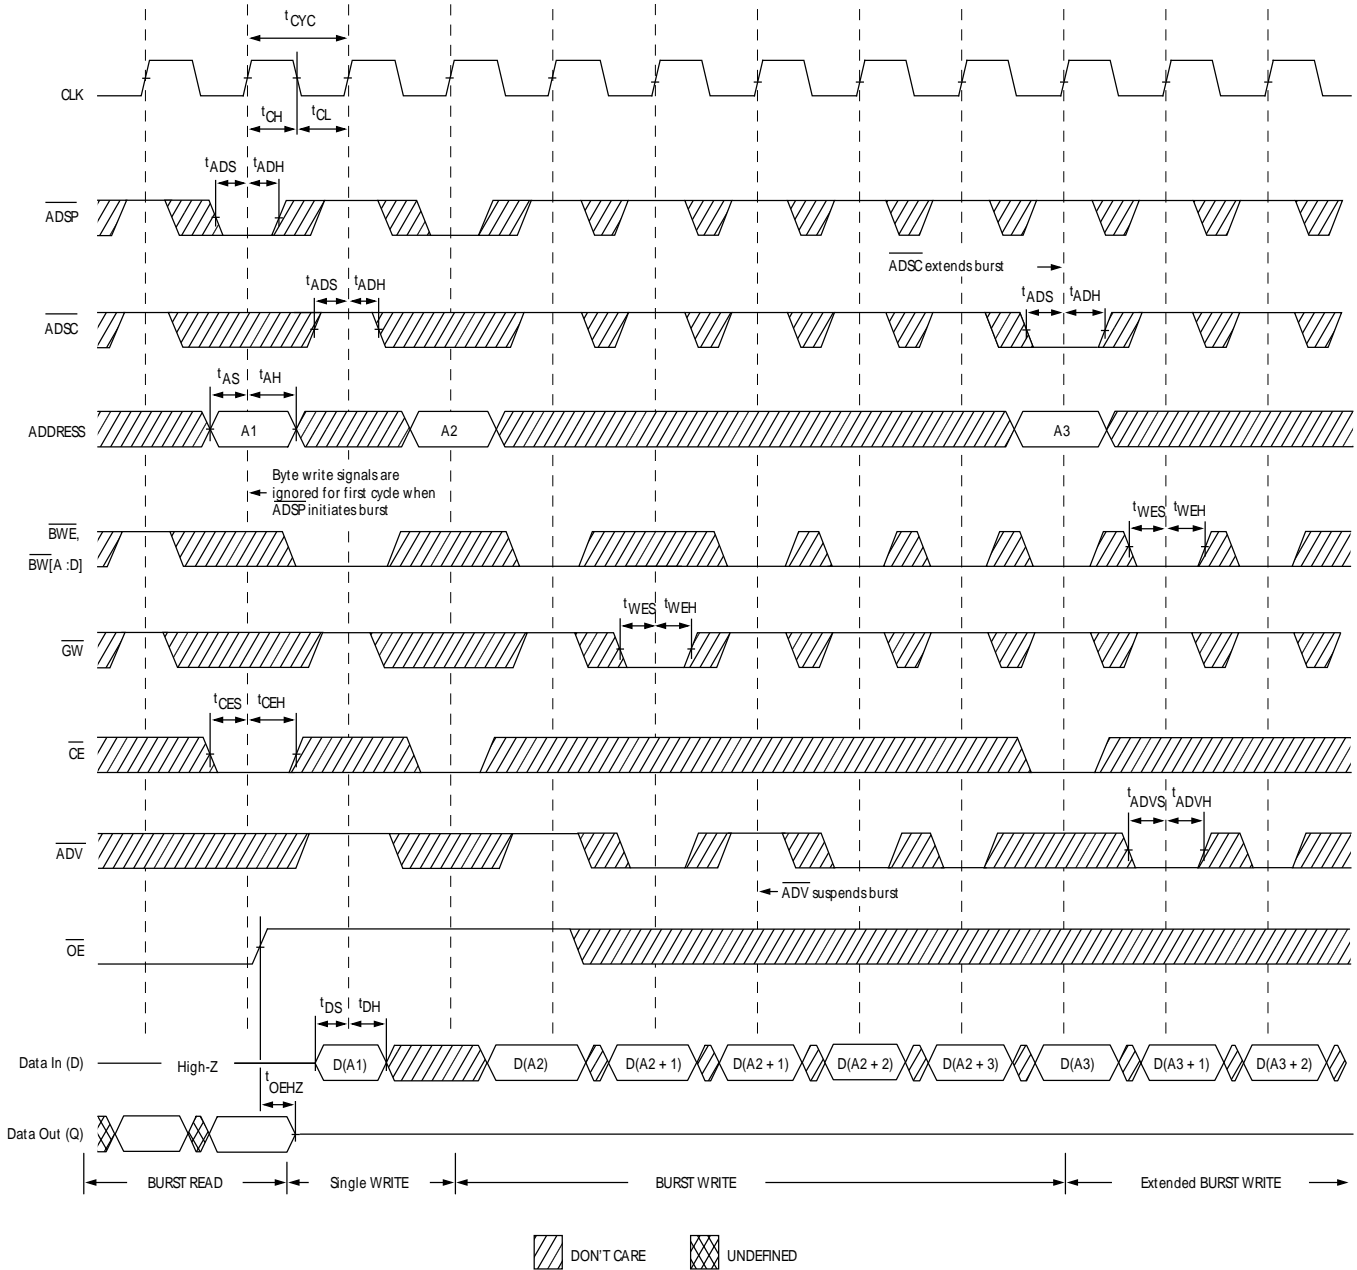 tCYC
CLK
tCH tCL
tADS tADH
ADSP
ADSC extends burst
tADS tADH
tADS tADH
ADSC
tAS tAH
ADDRESS
A1
A2
A3
Byte write signals are
ignored for first cycle when
ADSP initiates burst
BWE,
BW[A :D]
tWES tWEH
tWES tWEH
GW
tCES tCEH
CE
tADVS tADVH
ADV
ADV suspends burst
OE
tDS tDH
Data In (D)
High-Z
D(A1)
D(A2)
D(A2 + 1)
D(A2 + 1)
D(A2 + 2)
D(A2 + 3)
D(A3)
D(A3 + 1)
D(A3 + 2)
tOEHZ
Data Out (Q)
BURST READ
Single WRITE
BURST WRITE
Extended BURST WRITE
DON'T CARE
UNDEFINED